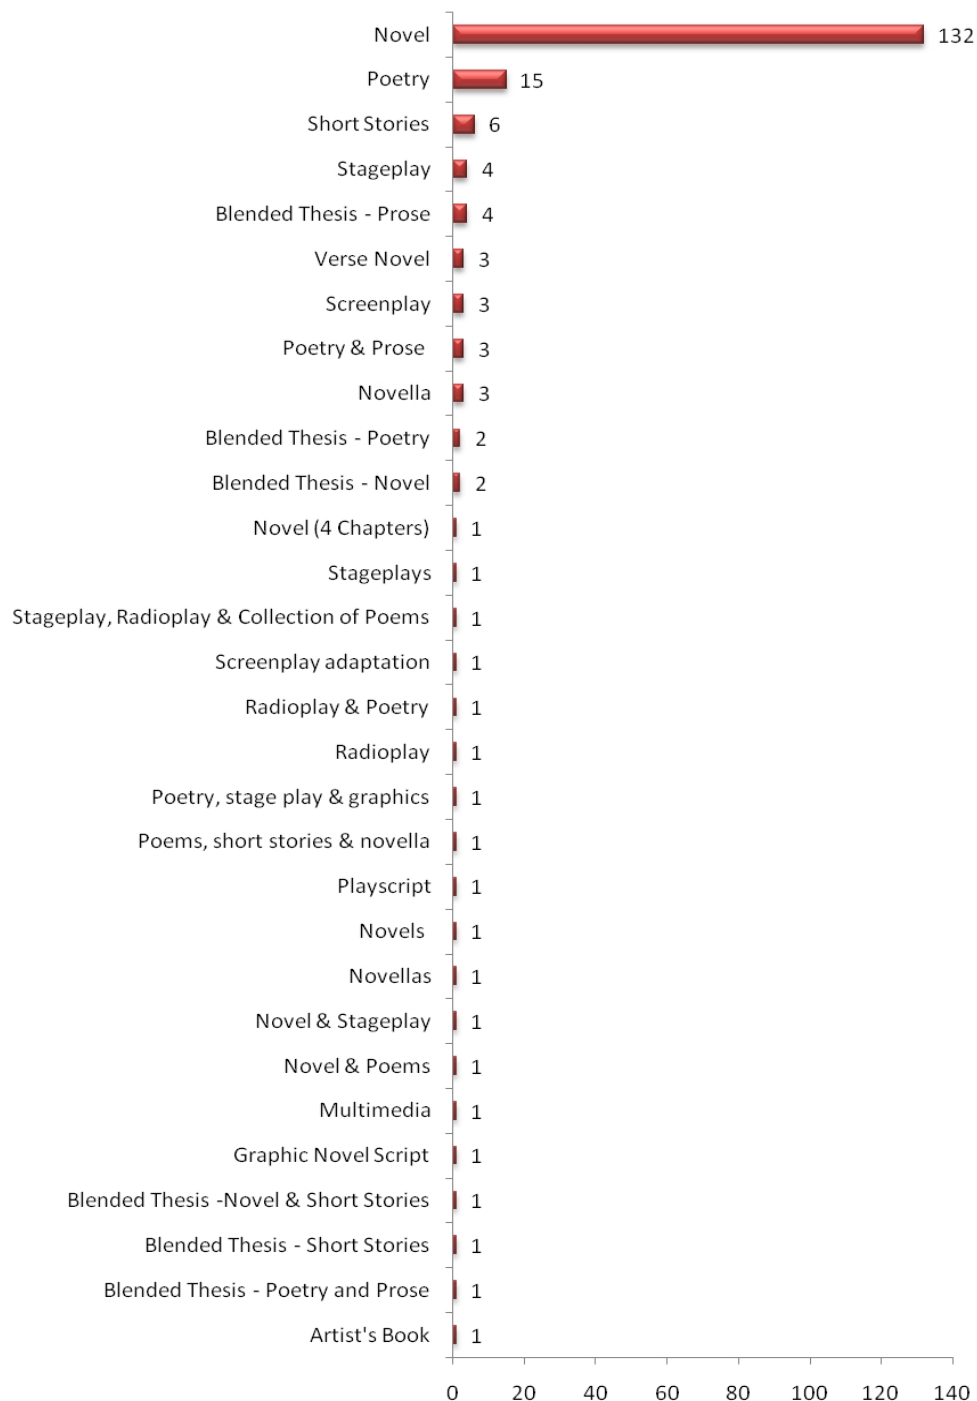 Novel 132
Poetry 15
Short Stories 6
Stageplay 4
Blended Thesis - Prose 4
Verse Novel 3
Screenplay 3
Poetry & Prose 3
Novella 3
Blended Thesis - Poetry 2
Blended Thesis - Novel 2
Novel (4 Chapters) 1
Stageplays 1
Stageplay, Radioplay & Collection of Poems 1
Screenplay adaptation 1
Radioplay & Poetry 1
Radioplay 1
Poetry, stage play & graphics 1
Poems, short stories & novella 1
Playscript 1
Novels 1
Novellas 1
Novel & Stageplay 1
Novel & Poems 1
Multimedia 1
Graphic Novel Script 1
Blended Thesis -Novel & Short Stories 1
Blended Thesis - Short Stories 1
Blended Thesis - Poetry and Prose 1
Artist's Book 1
0 20 40 60 80 100 120 140